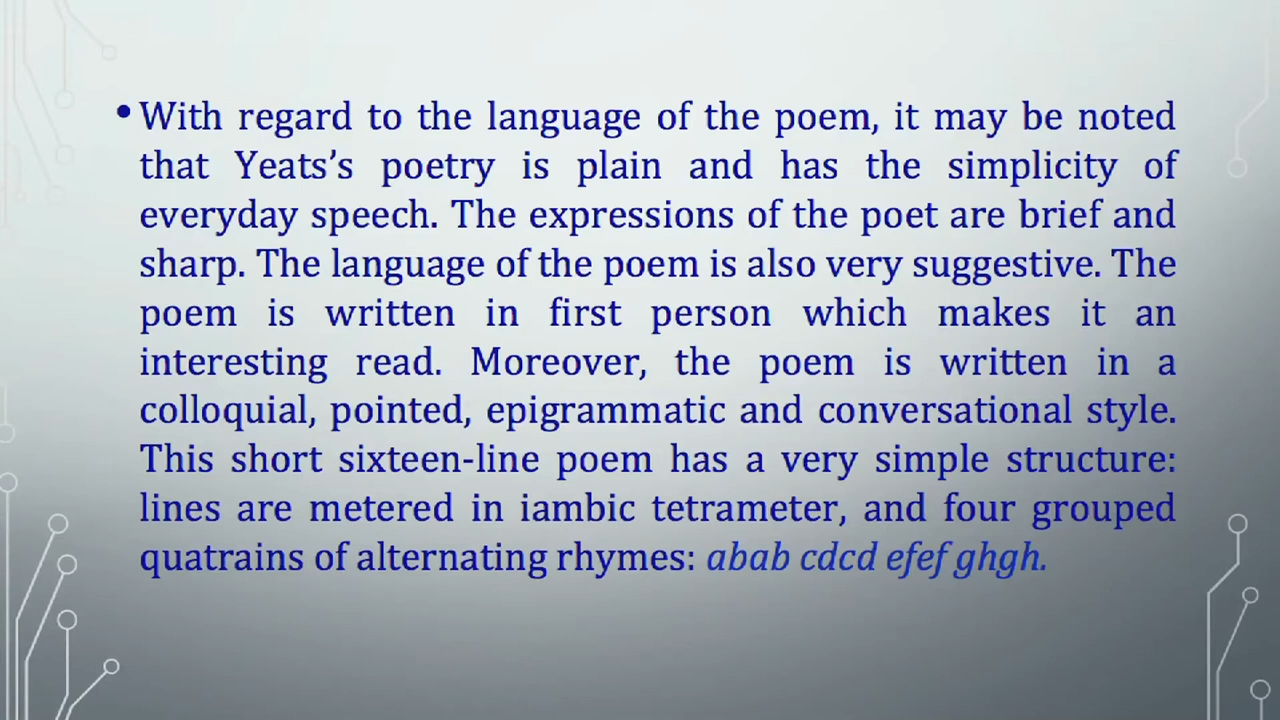 • With regard to the language of the poem, it may be noted
that Yeats’s poetry is plain and has the simplicity of
everyday speech. The expressions of the poet are brief and
sharp. The language of the poem is also very suggestive. The
poem is written in first person which makes it an
interesting read. Moreover, the poem is written in a
colloquial, pointed, epigrammatic and conversational style.
This short sixteen-line poem has a very simple structure:
lines are metered in iambic tetrameter, and four grouped
quatrains of alternating rhymes: abab cdcd efef ghgh.